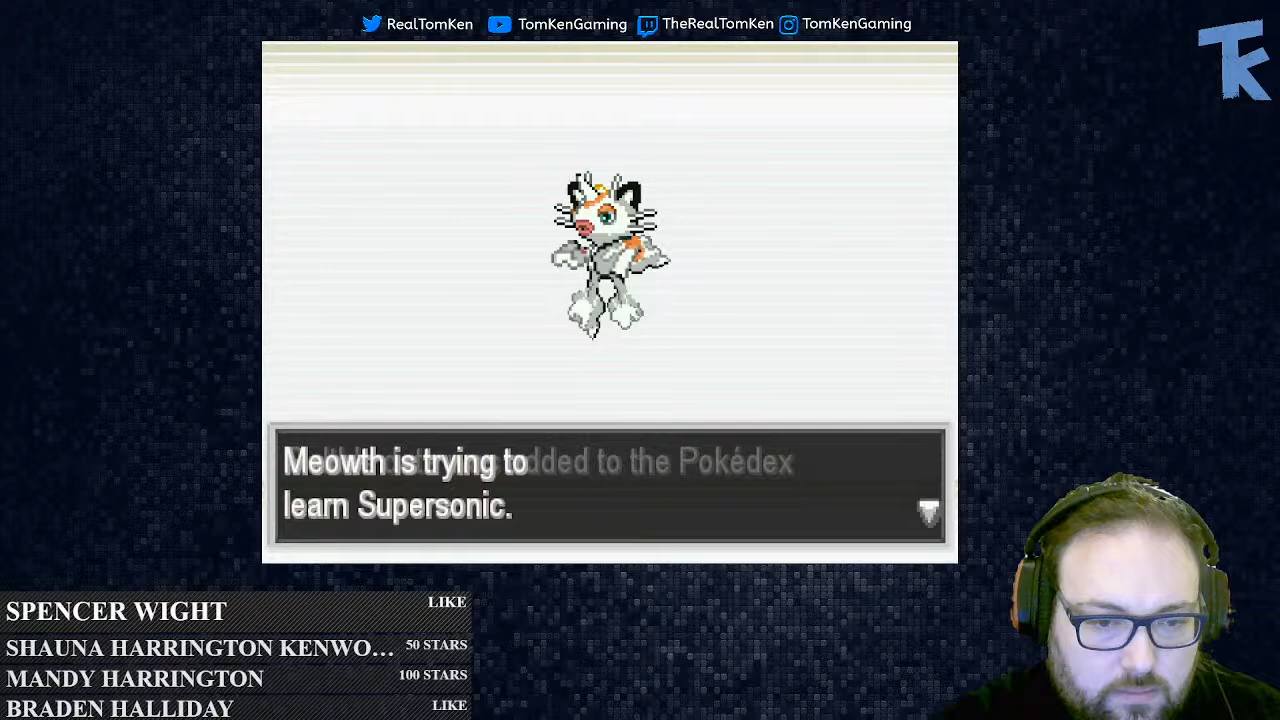 RealTomKen TomKenGaming TheRealTomKen TomKenGaming
TK
Meowth is trying to dded to the Pokédex
learn Supersonic.
SPENCER WIGHT LIKE
SHAUNA HARRINGTON KENWO... 50 STARS
MANDY HARRINGTON 100 STARS
BRADEN HALLIDAY LIKE